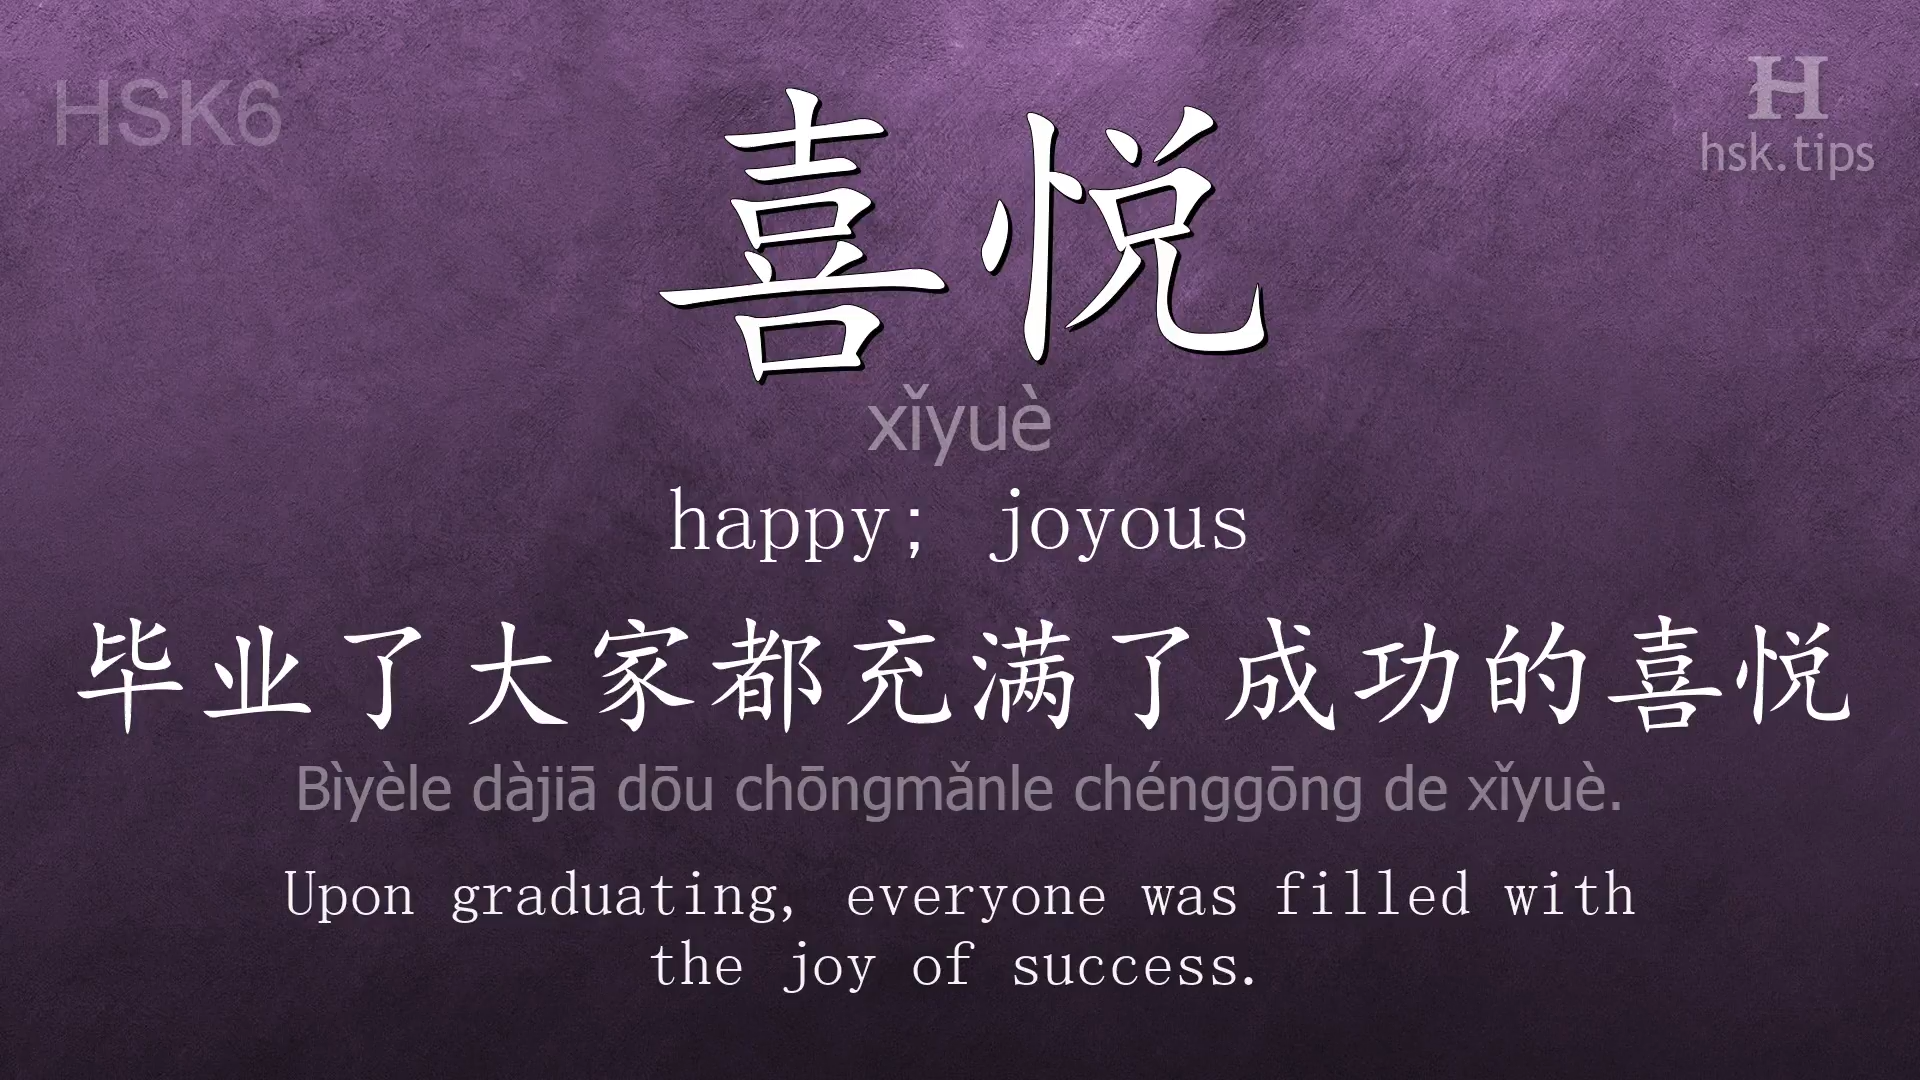 HSK6
H
hsk.tips
喜悦
xǐyuè
happy; joyous
毕业了大家都充满了成功的喜悦
Bìyèle dàjiā dōu chōngmǎnle chénggōng de xǐyuè.
Upon graduating, everyone was filled with
the joy of success.